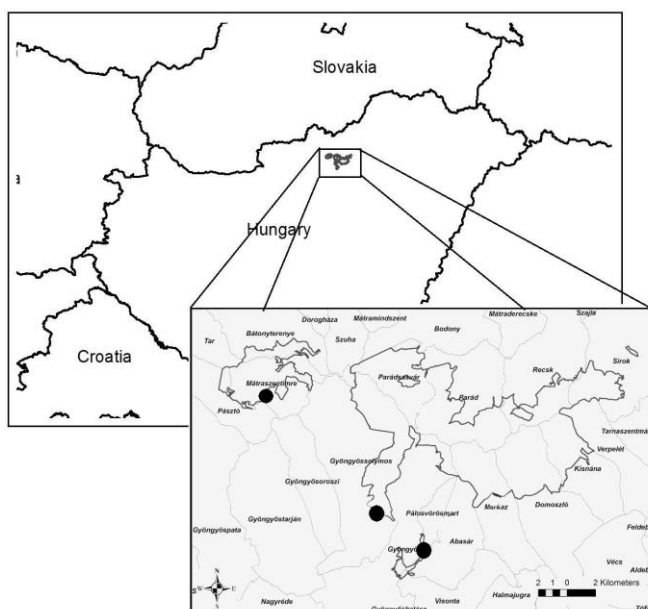 Slovakia
Hungary
Croatia
Dorogháza
Mátramindszent
Mátraderecske
Szajla
Tar
Bátonyterenye
Szuha
Bodony
Sirok
Parádsasvár
Recsk
Mátraszentimre
Parád
Pásztó
Tarnaszentmá
Verpelét
Gyöngyössolymos
Kisnána
Gyöngyösoroszi
Gyöngyöstarján
Pálosvörösmart
Markaz
Domoszló
Gyöngyöspata
Feldeb
Abasár
Vécs
Aldeb
N
W
E
S
2 1 0 2 Kilometers
Nagyréde
Visonta
Halmajugra